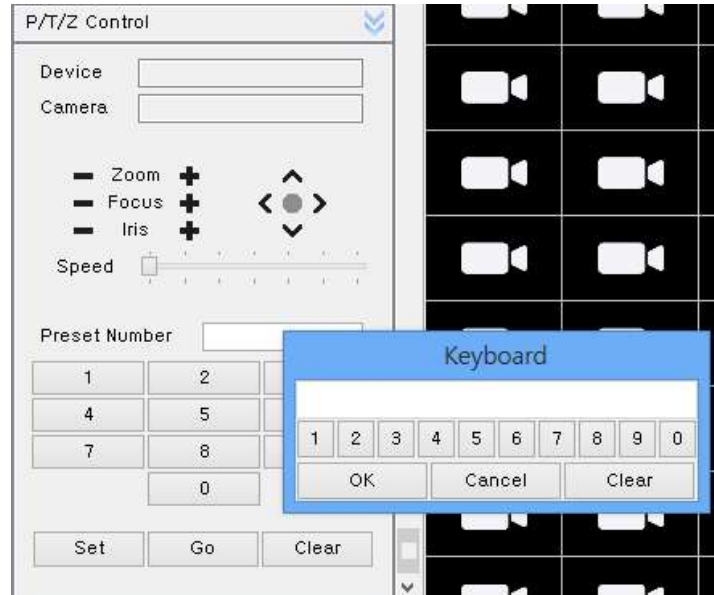 P/T/Z Control
Device
Camera
Zoom
Focus
Iris
Speed
Preset Number
Keyboard
1 2
4 5
7 8
0
1 2 3 4 5 6 7 8 9 0
OK Cancel Clear
Set Go Clear